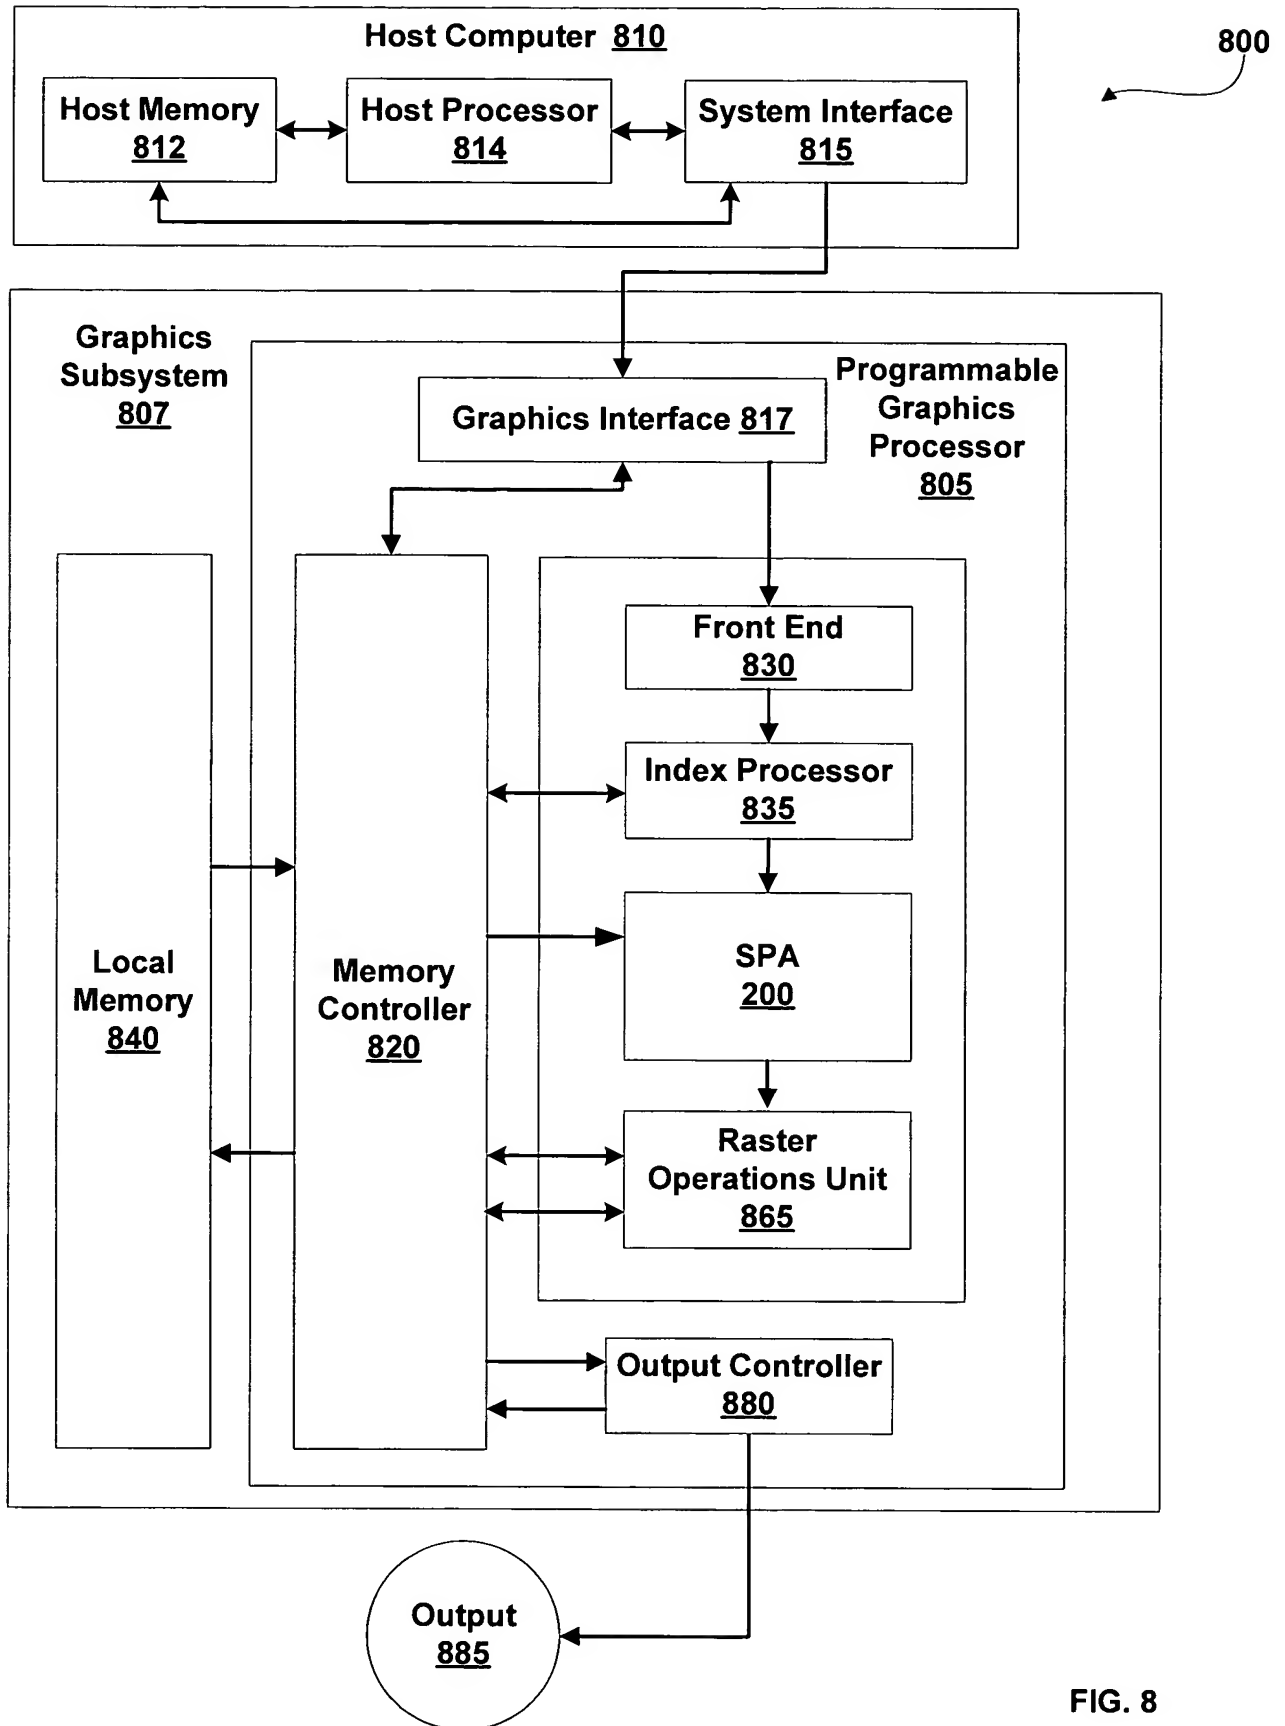 Host Computer 810
800
Host Memory
812
Host Processor
814
System Interface
815
Graphics
Subsystem
807
Programmable
Graphics
Processor
805
Graphics Interface 817
Front End
830
Index Processor
835
Local
Memory
840
Memory
Controller
820
SPA
200
Raster
Operations Unit
865
Output Controller
880
Output
885
FIG. 8